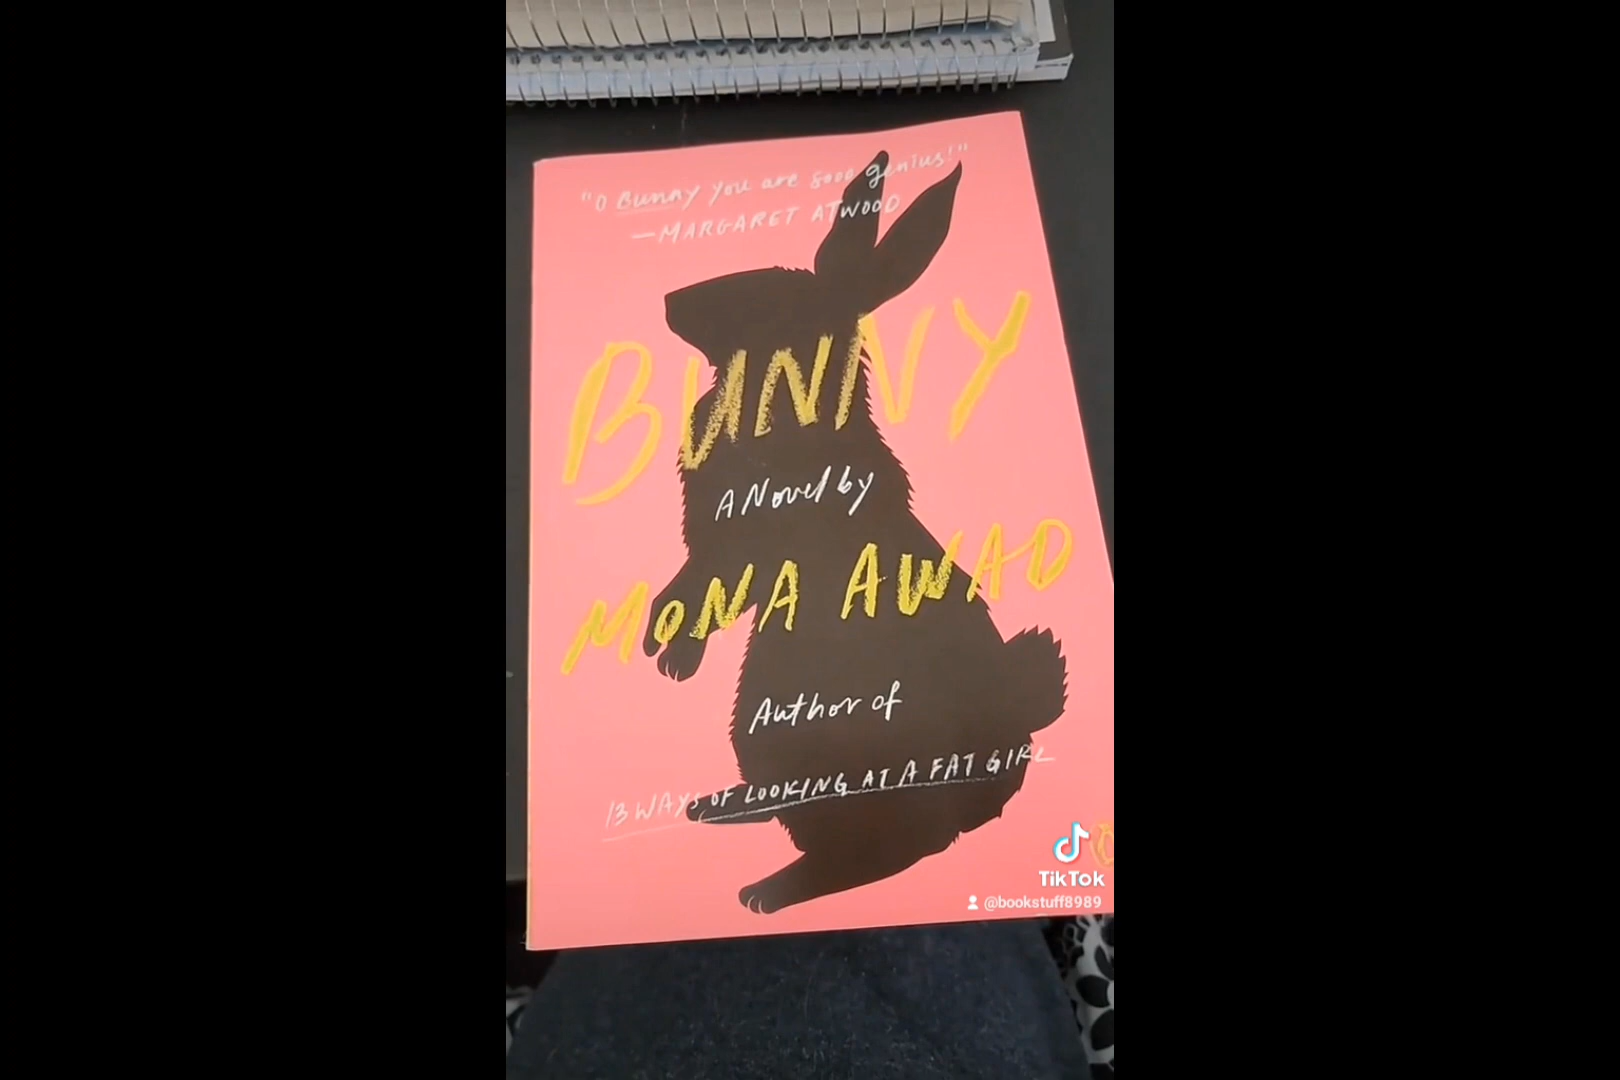 "O Bunny you are sooo genius!"
—MARGARET ATWOOD
BUNNY
A Novel by
MONA AWAD
Author of
13 WAYS OF LOOKING AT A FAT GIRL
TikTok
@bookstuff8989